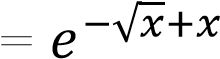 = e^{-\sqrt{x}+x}